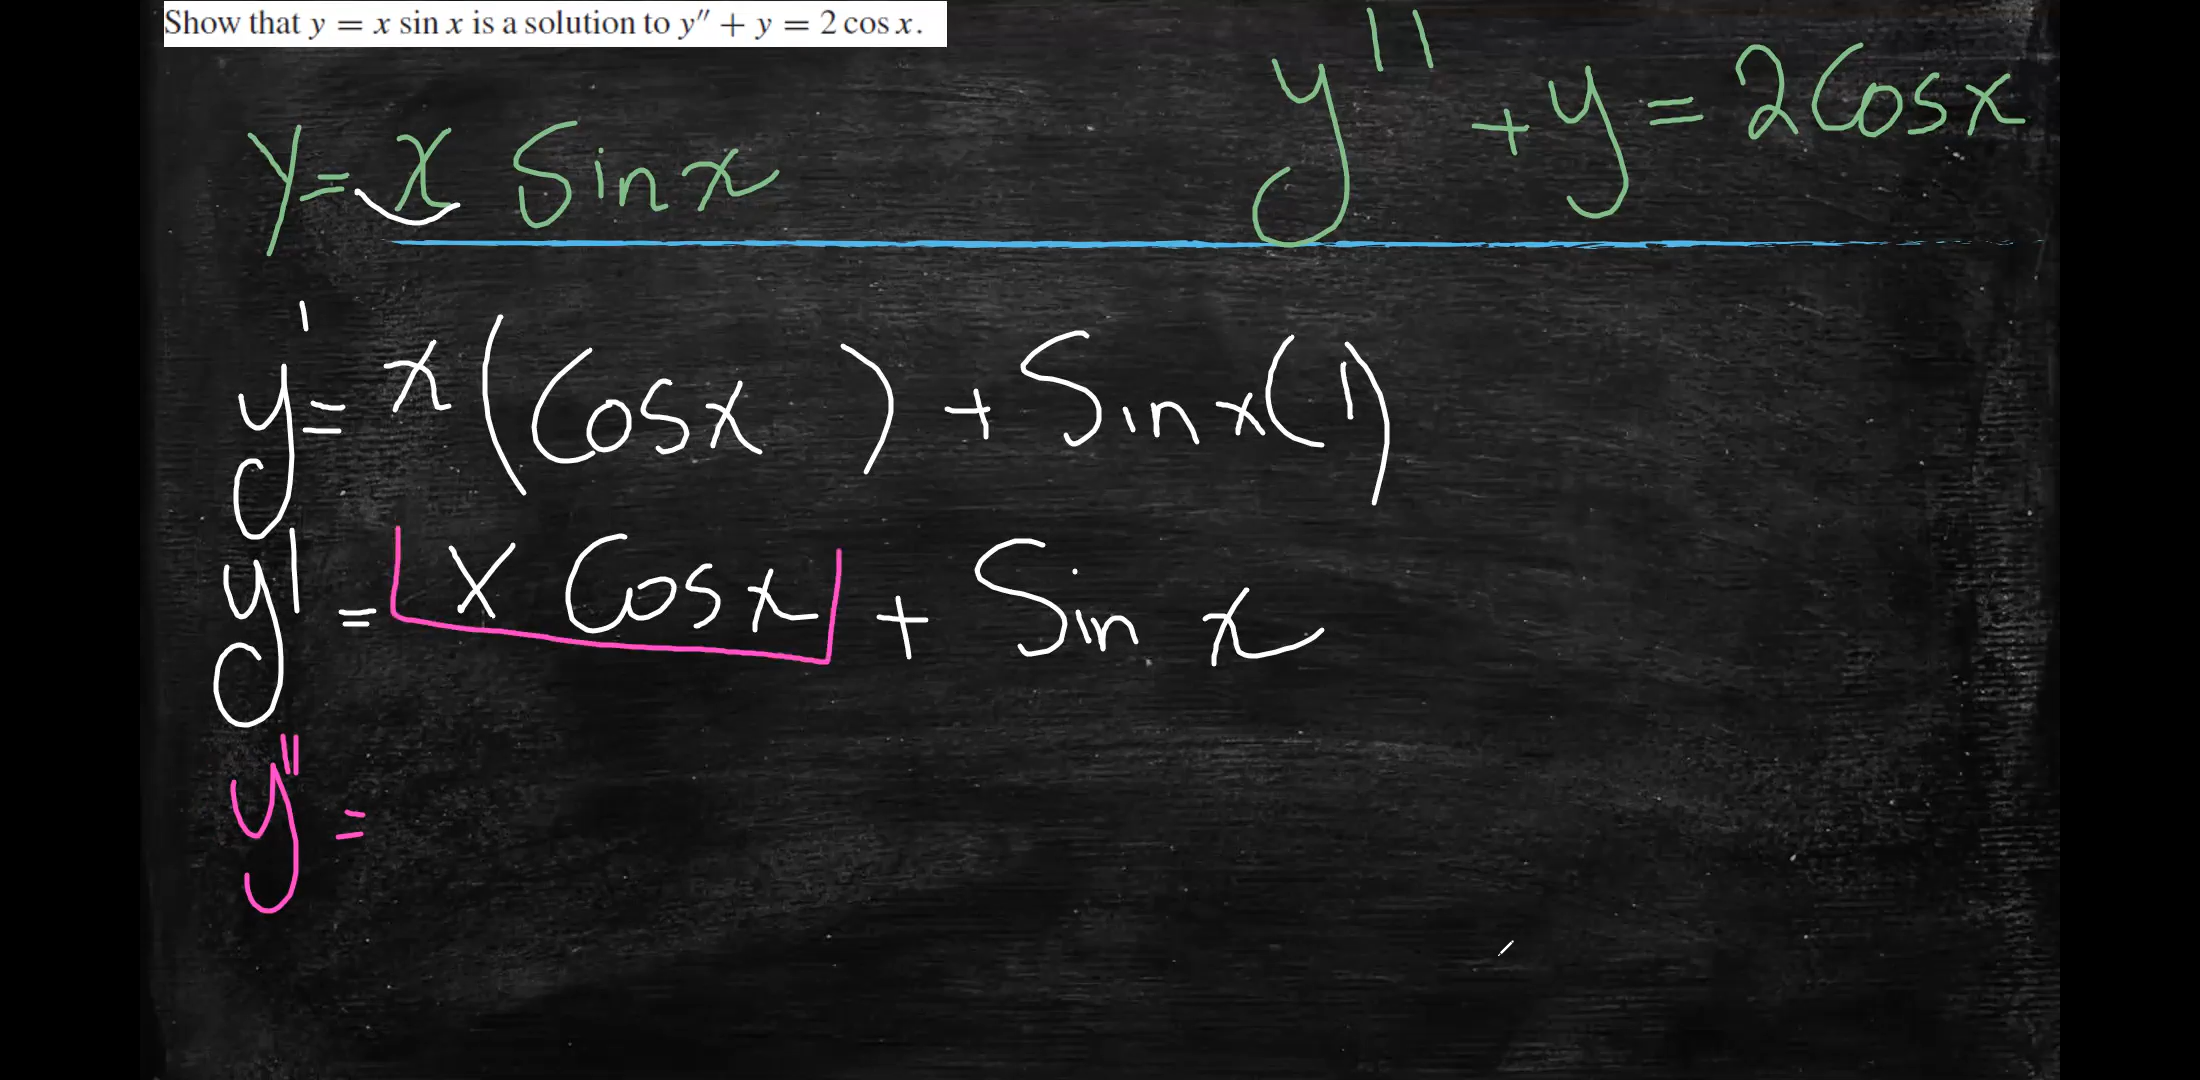 Show that y = x sin x is a solution to y″ + y = 2 cos x.
y'' + y = 2 Cos x
y = x Sin x
y' = x (Cos x) + Sin x (1)
y' = x Cos x + Sin x
y'' =